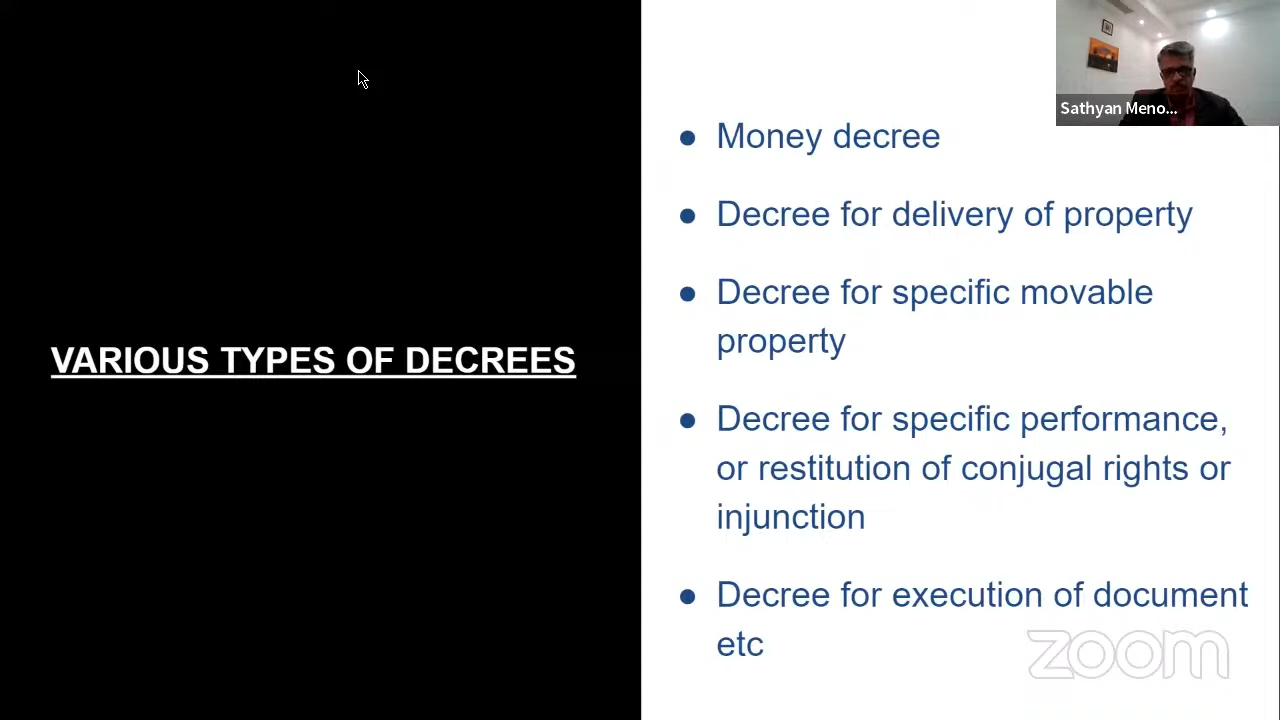 VARIOUS TYPES OF DECREES
● Money decree
● Decree for delivery of property
● Decree for specific movable
property
● Decree for specific performance,
or restitution of conjugal rights or
injunction
● Decree for execution of document
etc
Sathyan Meno...
zoom